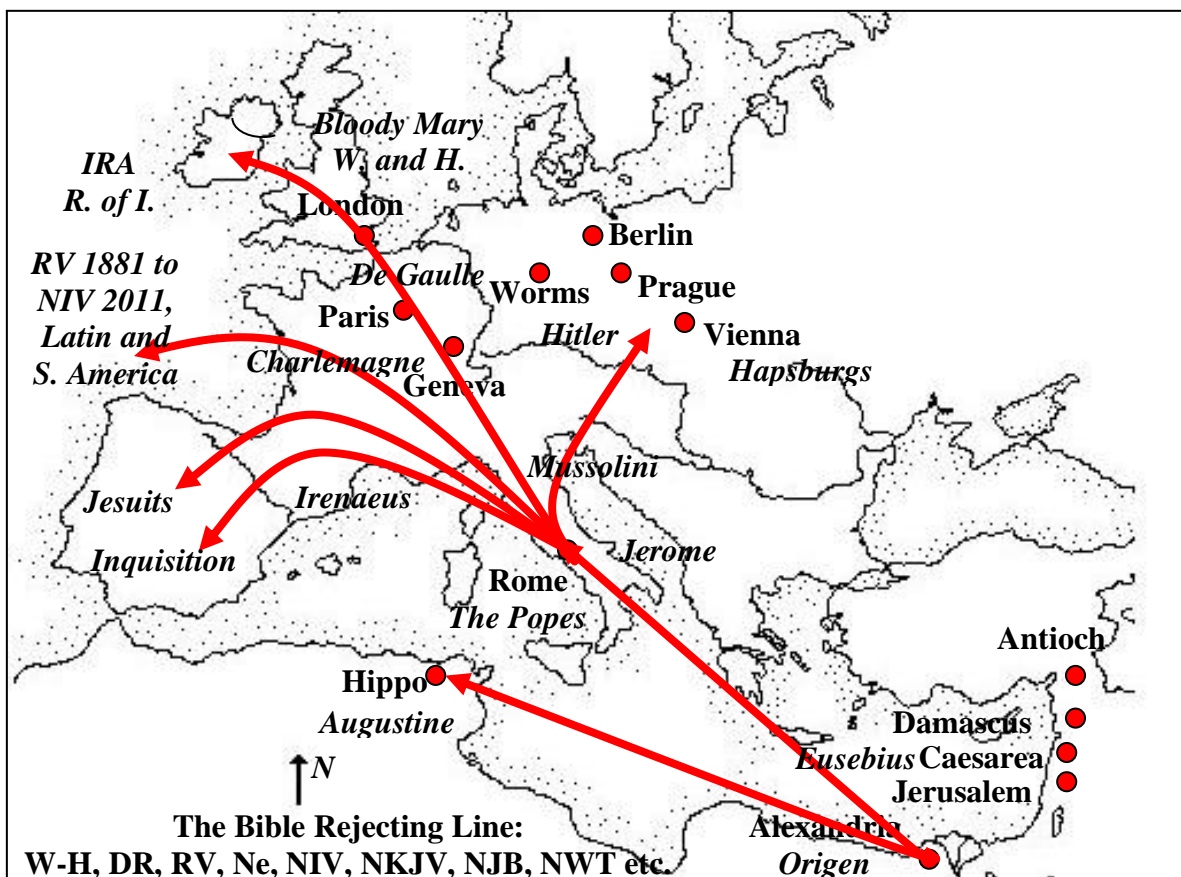 Bloody Mary
W. and H.
IRA
R. of I.
London
RV 1881 to
NIV 2011,
Latin and
S. America
De Gaulle
Paris
Charlemagne
Geneva
Berlin
Worms
Prague
Hitler
Vienna
Hapsburgs
Mussolini
Jesuits
Irenaeus
Inquisition
Jerome
Rome
The Popes
Hippo
Augustine
Antioch
Damascus
Eusebius Caesarea
Jerusalem
Alexandria
Origen
N
The Bible Rejecting Line:
W-H, DR, RV, Ne, NIV, NKJV, NJB, NWT etc.